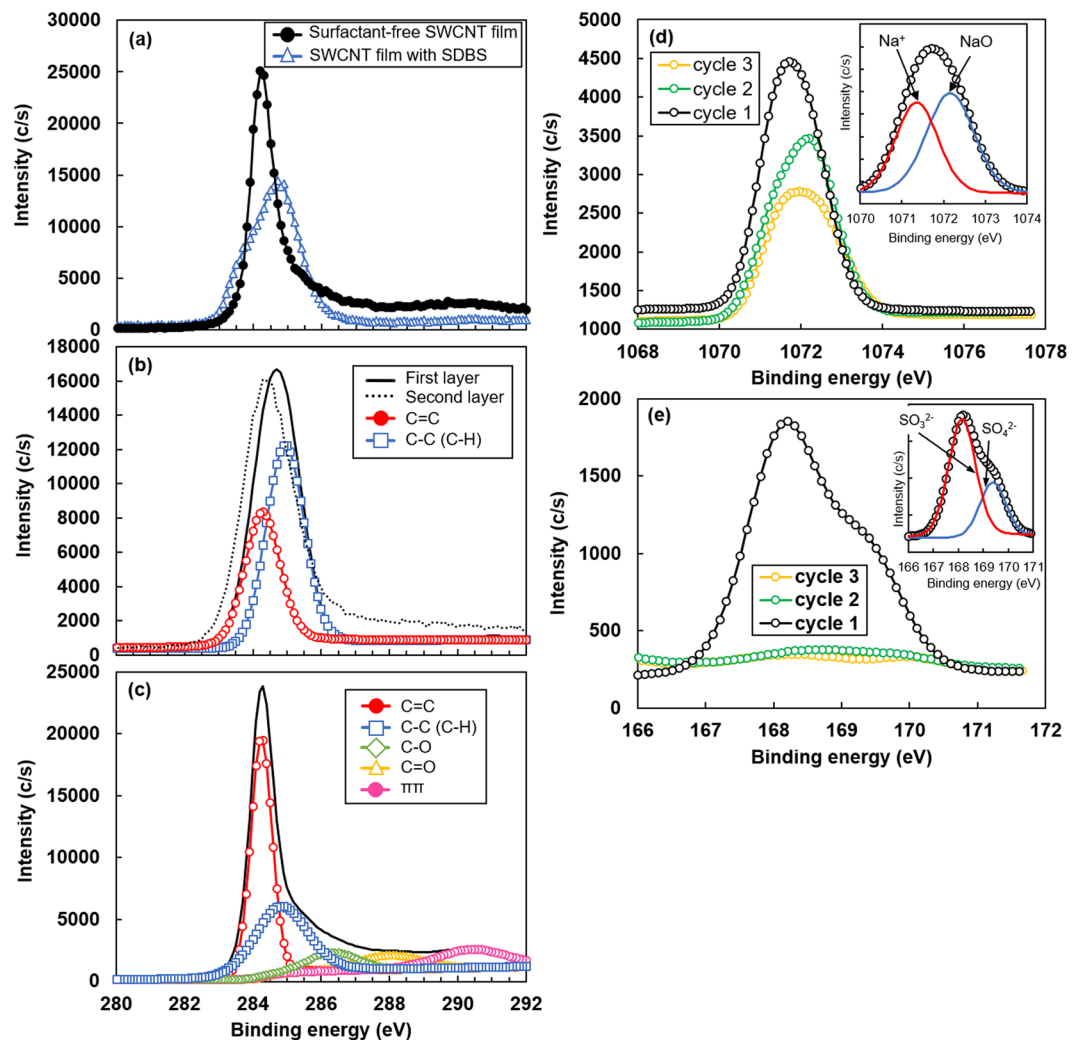 (a)
Surfactant-free SWCNT film
SWCNT film with SDBS
30000
25000
20000
15000
10000
5000
0
Intensity (c/s)
(b)
First layer
Second layer
C=C
C-C (C-H)
18000
16000
14000
12000
10000
8000
6000
4000
2000
0
Intensity (c/s)
(c)
C=C
C-C (C-H)
C-O
C=O
ππ
25000
20000
15000
10000
5000
0
Intensity (c/s)
280 282 284 286 288 290 292
Binding energy (eV)
(d)
cycle 3
cycle 2
cycle 1
5000
4500
4000
3500
3000
2500
2000
1500
1000
Intensity (c/s)
Na⁺
NaO
Intensity (c/s)
1070 1071 1072 1073 1074
Binding energy (eV)
1068 1070 1072 1074 1076 1078
Binding energy (eV)
(e)
2000
1500
1000
500
0
Intensity (c/s)
SO₃²⁻
SO₄²⁻
Intensity (c/s)
166 167 168 169 170 171
Binding energy (eV)
cycle 3
cycle 2
cycle 1
166 167 168 169 170 171 172
Binding energy (eV)